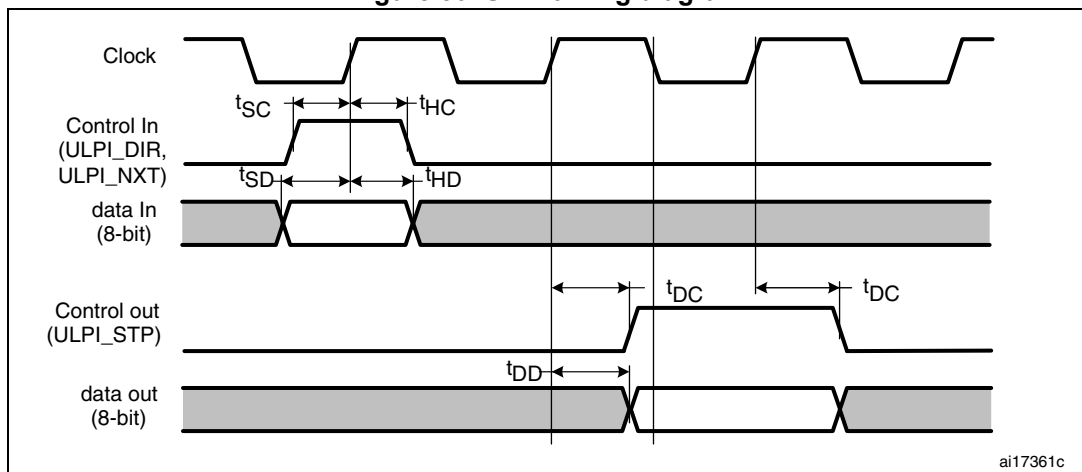 Clock
tSC
tHC
Control In
(ULPI_DIR,
ULPI_NXT)
tSD
tHD
data In
(8-bit)
Control out
(ULPI_STP)
tDC
tDC
tDD
data out
(8-bit)
ai17361c